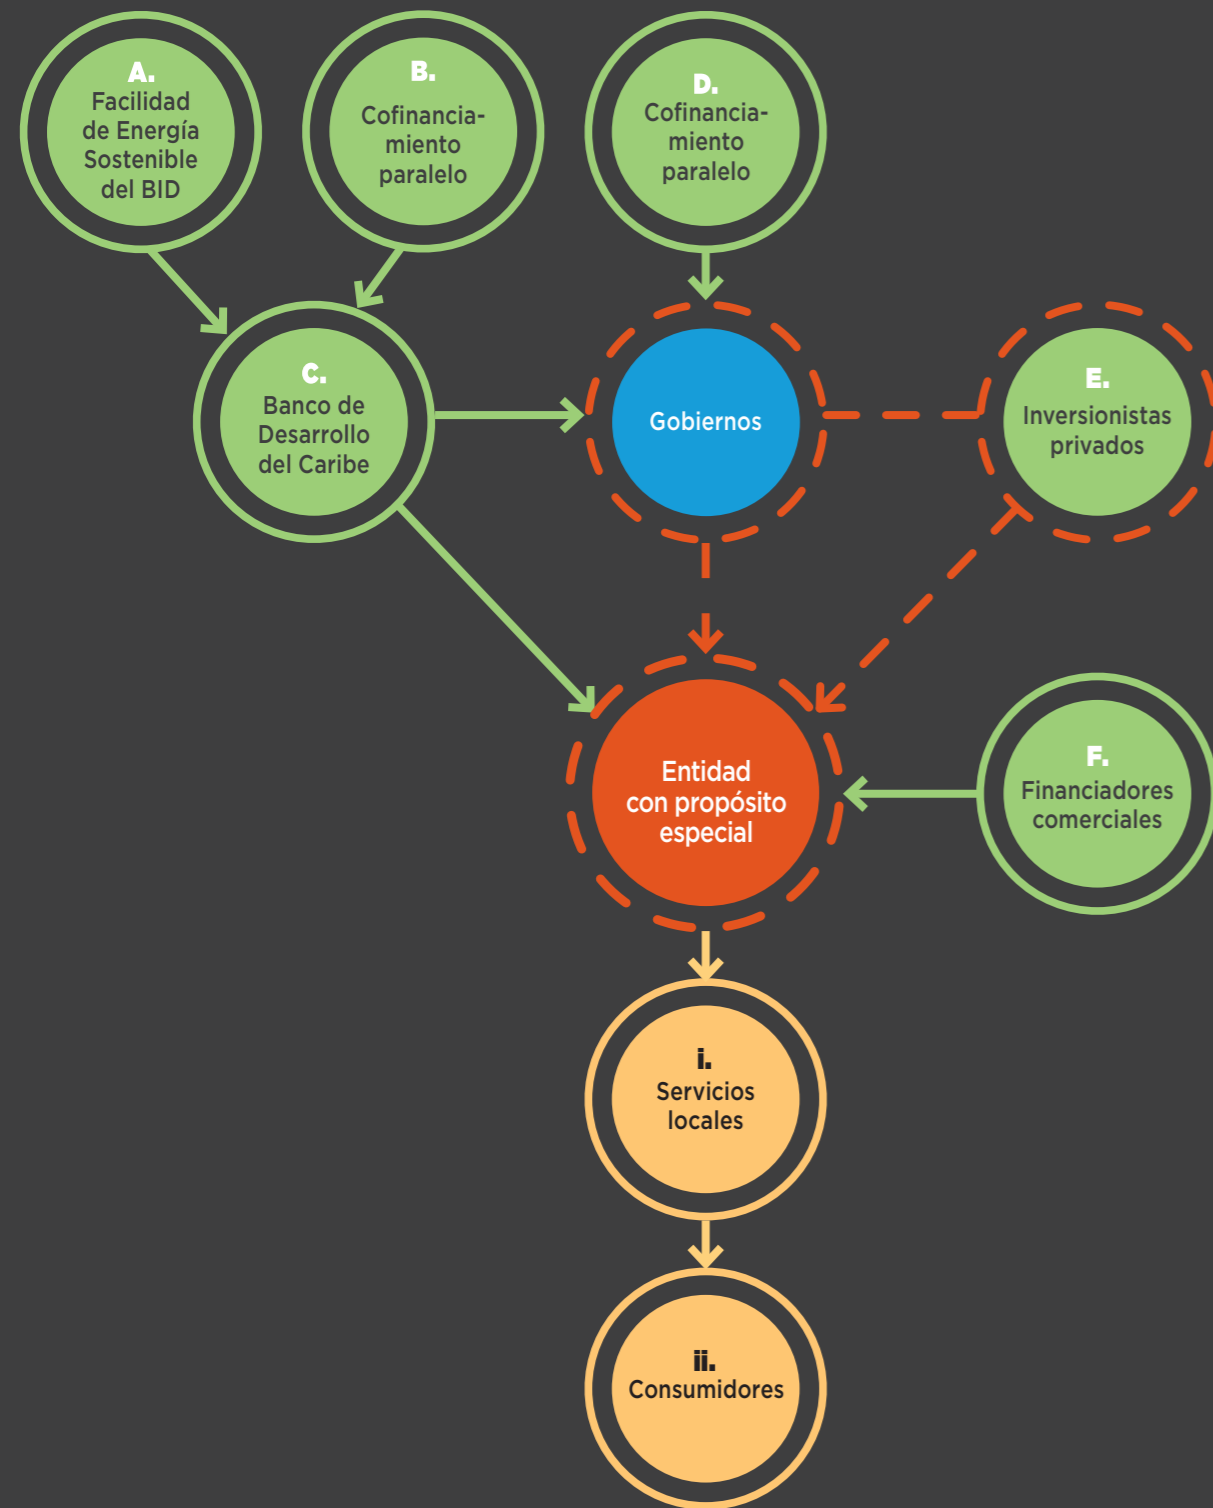 A.
Facilidad
de Energía
Sostenible
del BID
B.
Cofinancia-
miento
paralelo
D.
Cofinancia-
miento
paralelo
C.
Banco de
Desarrollo
del Caribe
Gobiernos
E.
Inversionistas
privados
Entidad
con propósito
especial
F.
Financiadores
comerciales
i.
Servicios
locales
ii.
Consumidores